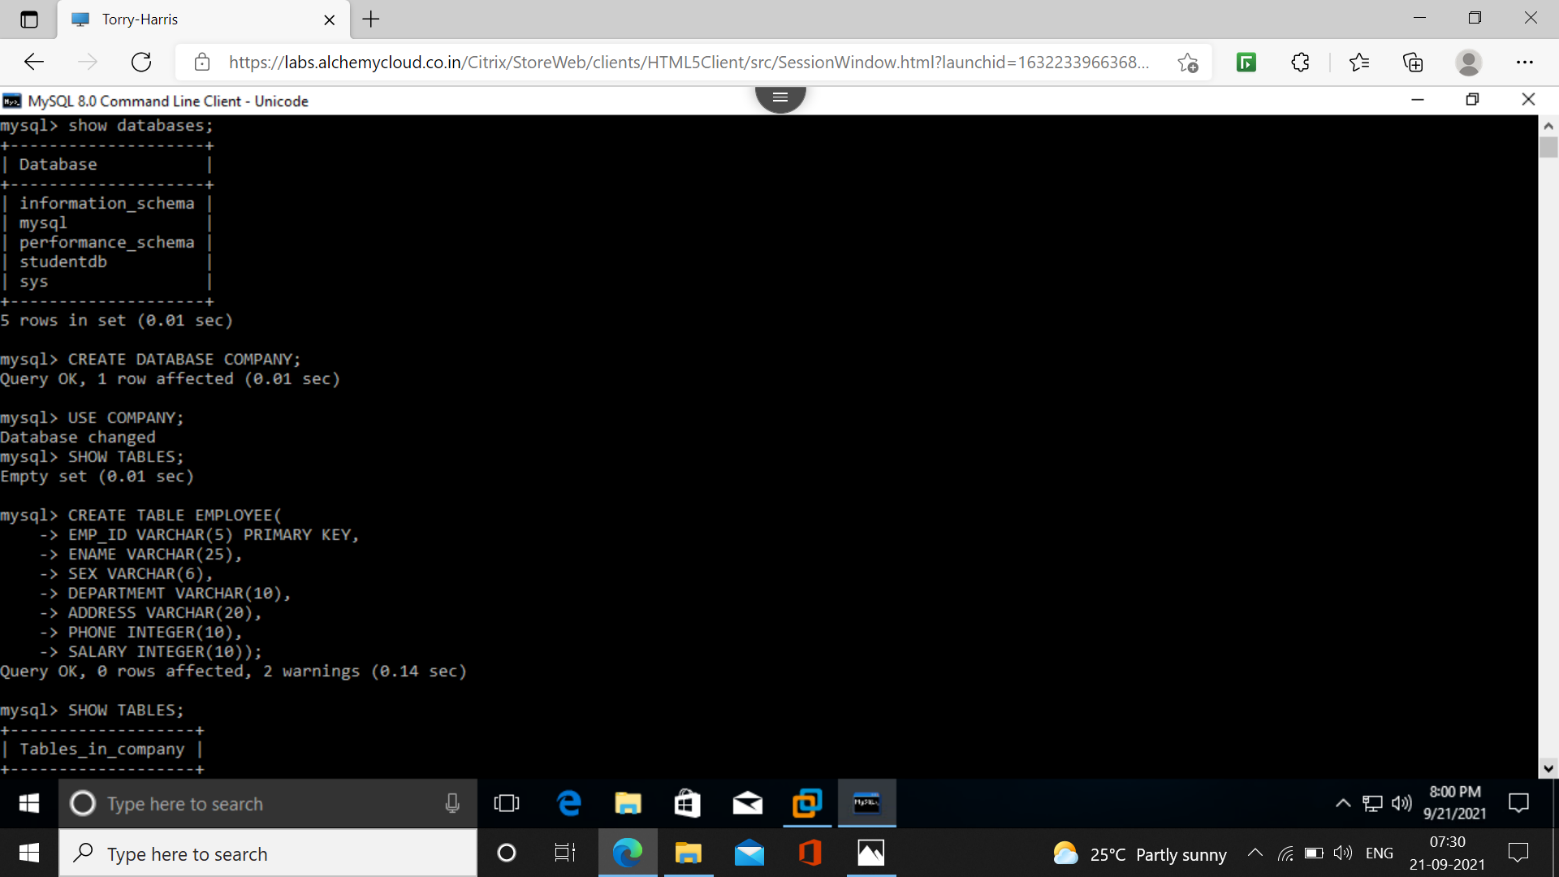 Torry-Harris
https://labs.alchemycloud.co.in/Citrix/StoreWeb/clients/HTML5Client/src/SessionWindow.html?launchid=1632233966368...
MySQL 8.0 Command Line Client - Unicode
mysql> show databases;
+--------------------+
| Database           |
+--------------------+
| information_schema |
| mysql              |
| performance_schema |
| studentdb          |
| sys                |
+--------------------+
5 rows in set (0.01 sec)
mysql> CREATE DATABASE COMPANY;
Query OK, 1 row affected (0.01 sec)
mysql> USE COMPANY;
Database changed
mysql> SHOW TABLES;
Empty set (0.01 sec)
mysql> CREATE TABLE EMPLOYEE(
    -> EMP_ID VARCHAR(5) PRIMARY KEY,
    -> ENAME VARCHAR(25),
    -> SEX VARCHAR(6),
    -> DEPARTMEMT VARCHAR(10),
    -> ADDRESS VARCHAR(20),
    -> PHONE INTEGER(10),
    -> SALARY INTEGER(10));
Query OK, 0 rows affected, 2 warnings (0.14 sec)
mysql> SHOW TABLES;
+-------------------+
| Tables_in_company |
+-------------------+
Type here to search
8:00 PM
9/21/2021
Type here to search
25°C Partly sunny
ENG
07:30
21-09-2021